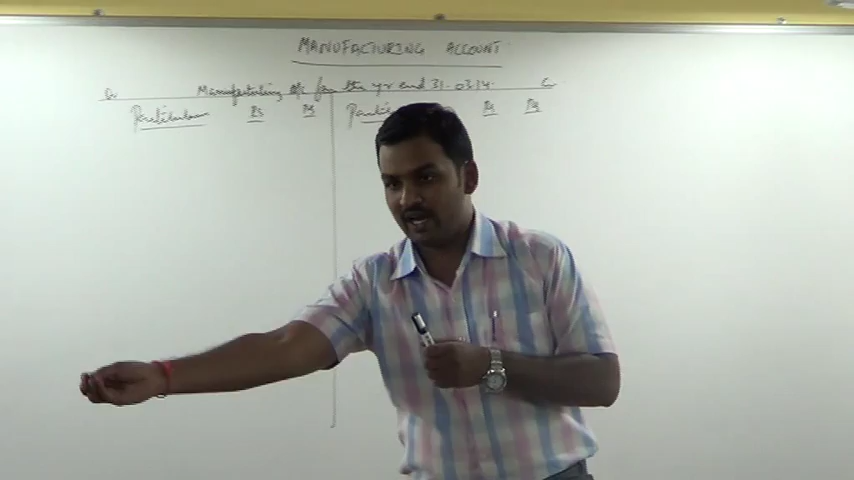 MANUFACTURING ACCOUNT
Dr Manufacturing a/c for the yr end 31.03.14 Cr
Particulars Rs Rs Rs Rs